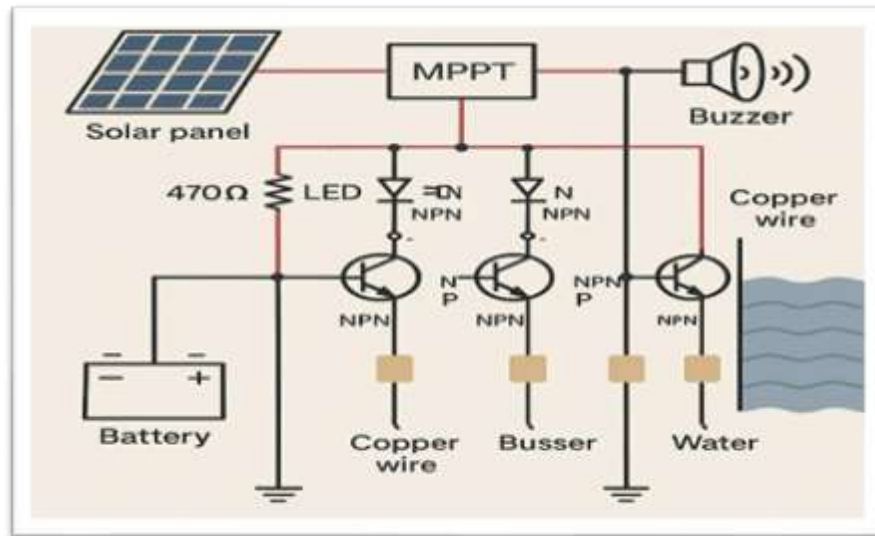 MPPT
Solar panel
Buzzer
470Ω
LED
N
NPN
N
NPN
Copper
wire
N
P
NPN
P
NPN
NPN
NPN
Battery
Copper
wire
Busser
Water